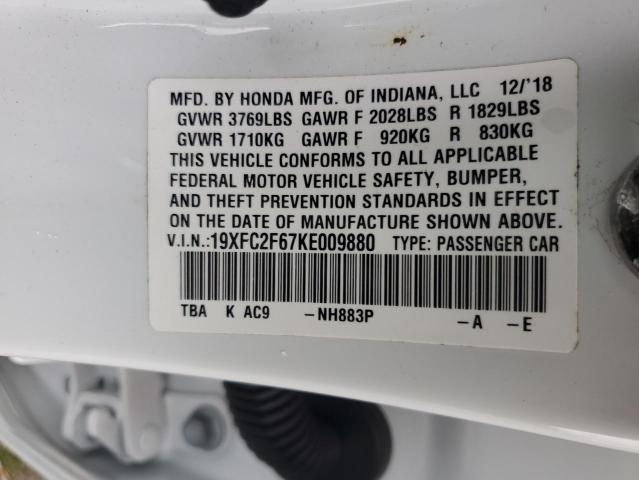 MFD. BY HONDA MFG. OF INDIANA, LLC 12/'18
GVWR 3769LBS GAWR F 2028LBS R 1829LBS
GVWR 1710KG GAWR F 920KG R 830KG
THIS VEHICLE CONFORMS TO ALL APPLICABLE
FEDERAL MOTOR VEHICLE SAFETY, BUMPER,
AND THEFT PREVENTION STANDARDS IN EFFECT
ON THE DATE OF MANUFACTURE SHOWN ABOVE.
V.I.N.:19XFC2F67KE009880 TYPE: PASSENGER CAR
TBA K AC9 -NH883P -A -E